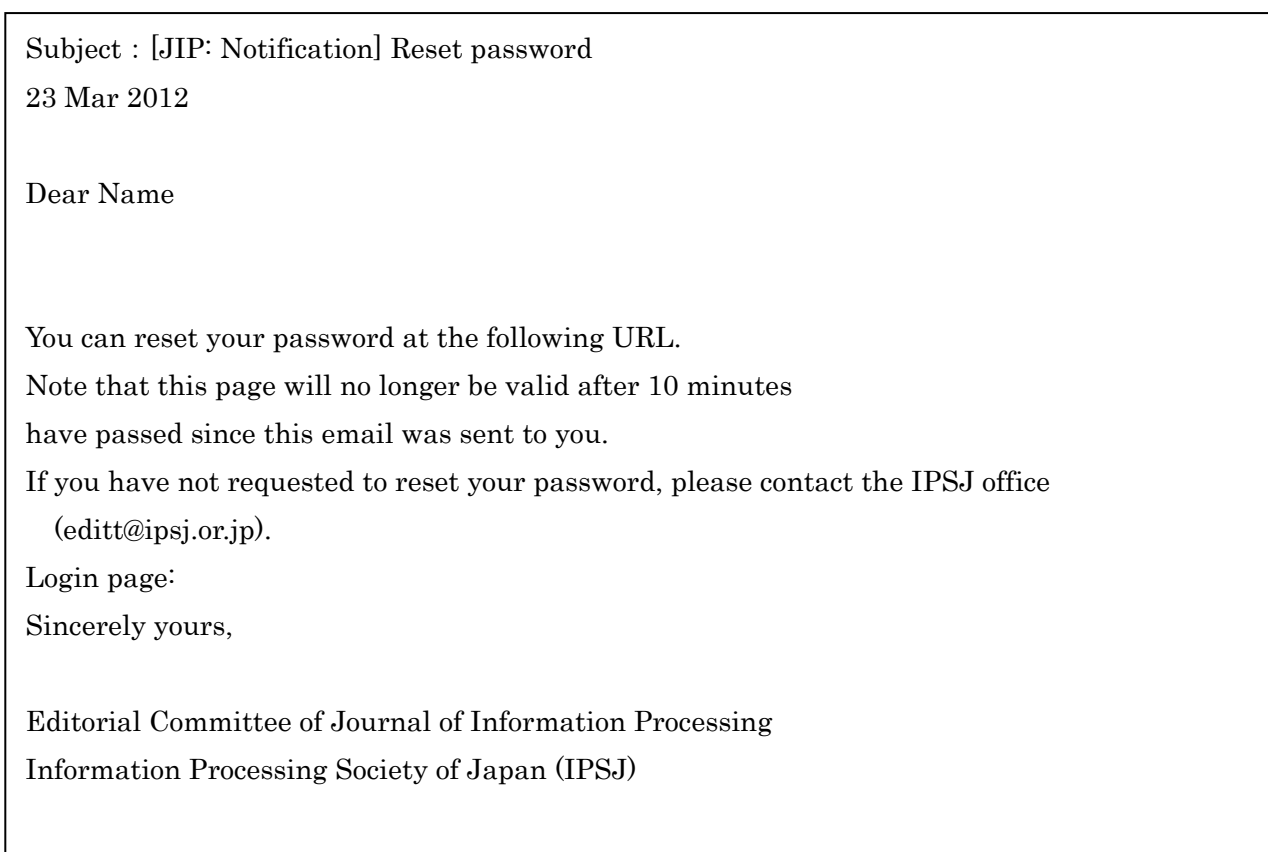 Subject : [JIP: Notification] Reset password
23 Mar 2012
Dear Name
You can reset your password at the following URL.
Note that this page will no longer be valid after 10 minutes
have passed since this email was sent to you.
If you have not requested to reset your password, please contact the IPSJ office
(editt@ipsj.or.jp).
Login page:
Sincerely yours,
Editorial Committee of Journal of Information Processing
Information Processing Society of Japan (IPSJ)